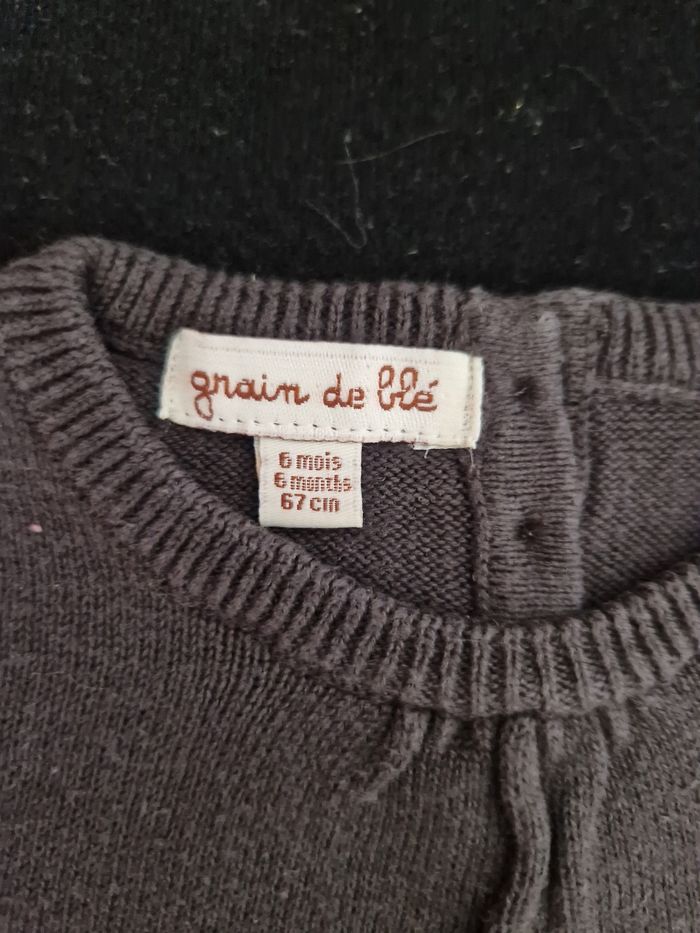 grain de blé
6 mois
6 months
67 cm